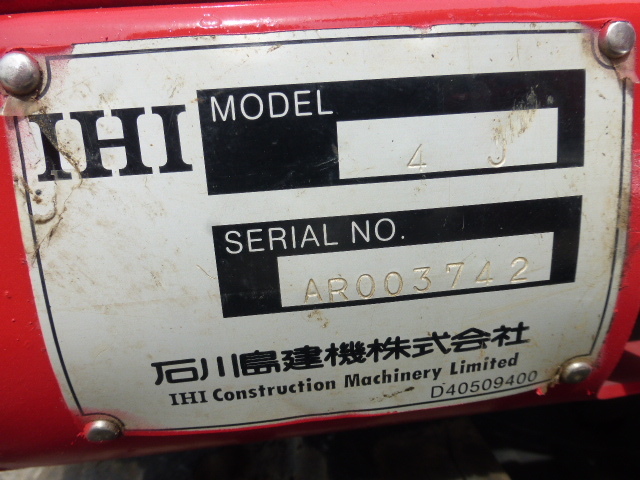 IHI
MODEL
4 J
SERIAL NO.
AR003742
石川島建機株式会社
IHI Construction Machinery Limited
D40509400